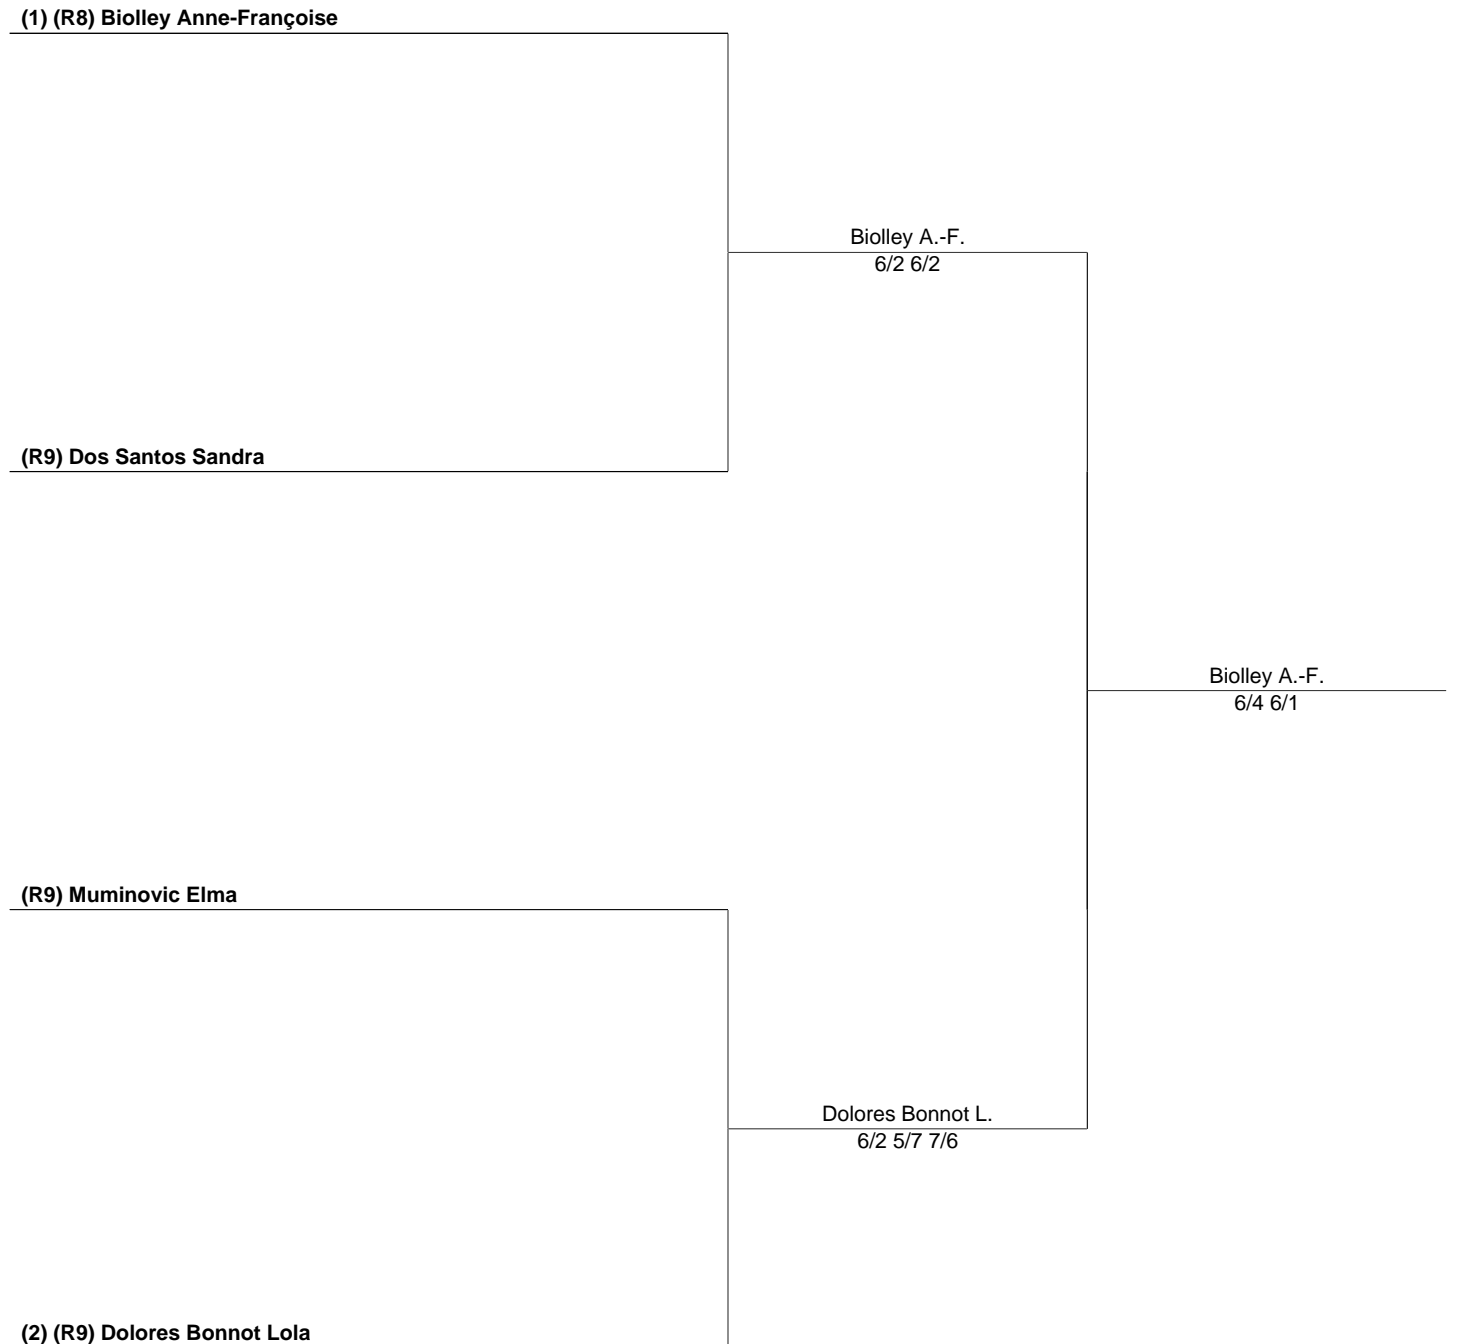 (1) (R8) Biolley Anne-Françoise
Biolley A.-F.
6/2 6/2
(R9) Dos Santos Sandra
Biolley A.-F.
6/4 6/1
(R9) Muminovic Elma
Dolores Bonnot L.
6/2 5/7 7/6
(2) (R9) Dolores Bonnot Lola